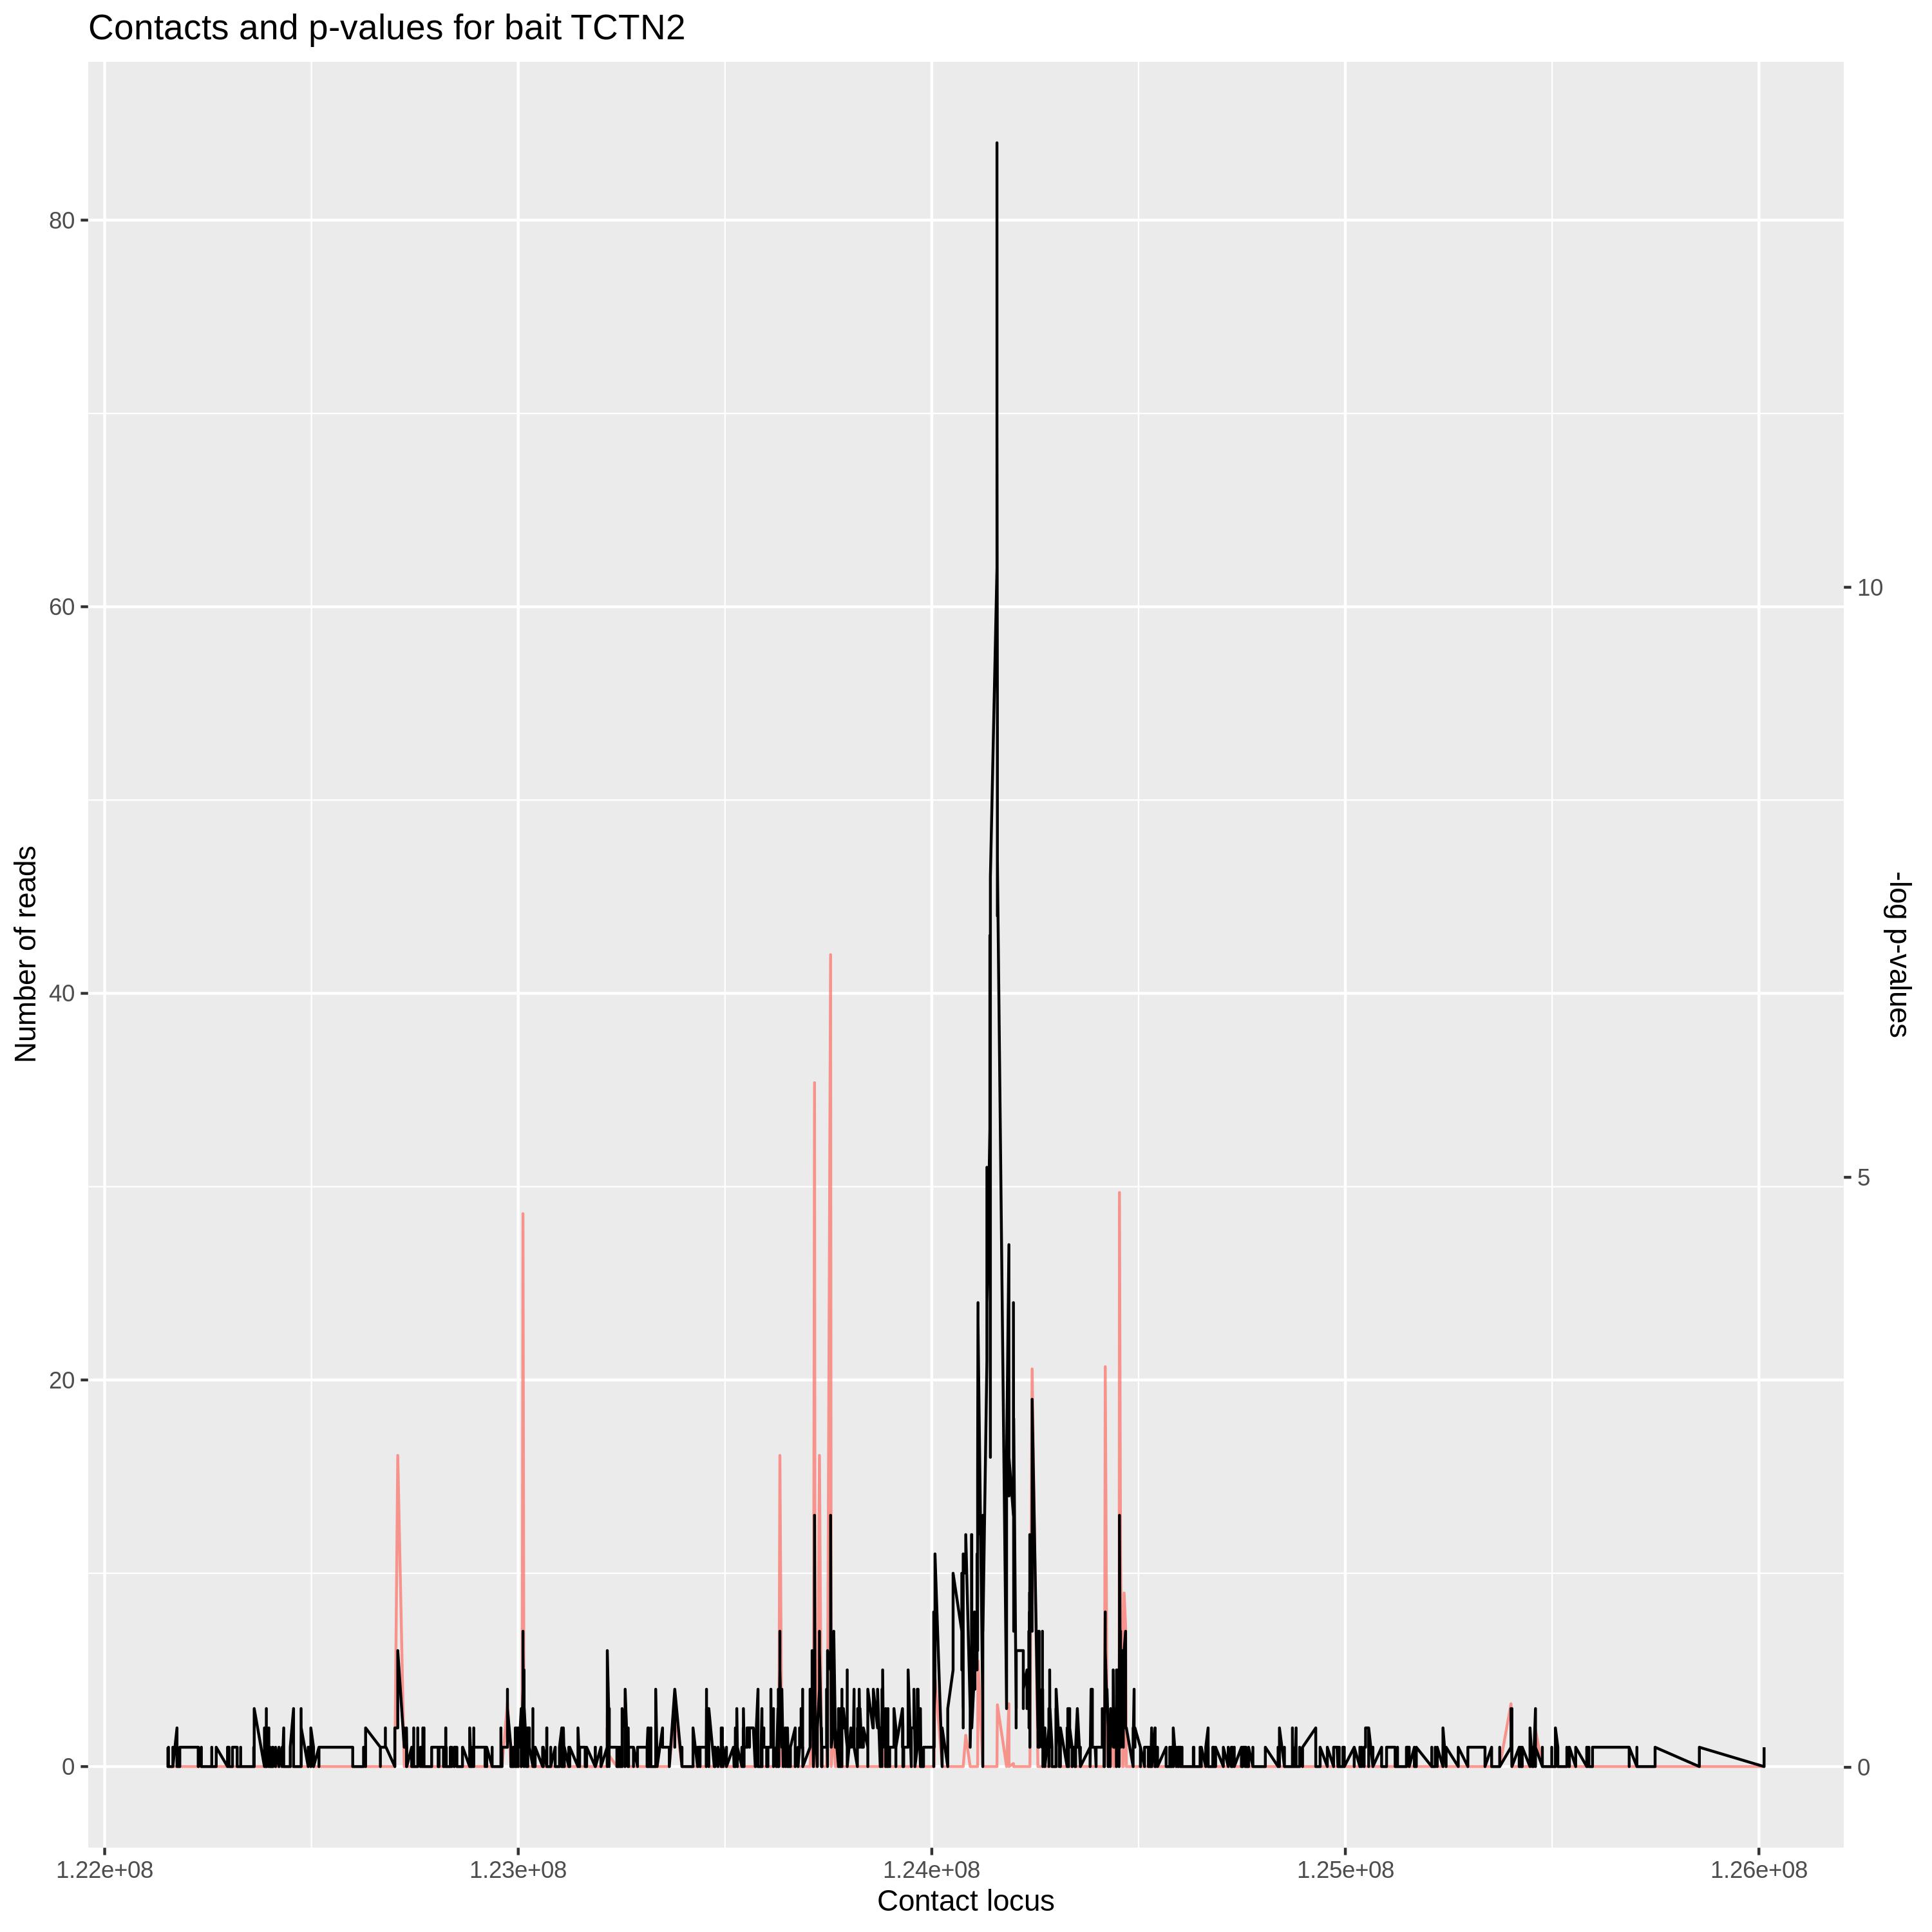 Contacts and p-values for bait TCTN2
Number of reads
80
60
40
20
0
10
5
0
-log p-values
1.22e+08 1.23e+08 1.24e+08 1.25e+08 1.26e+08
Contact locus